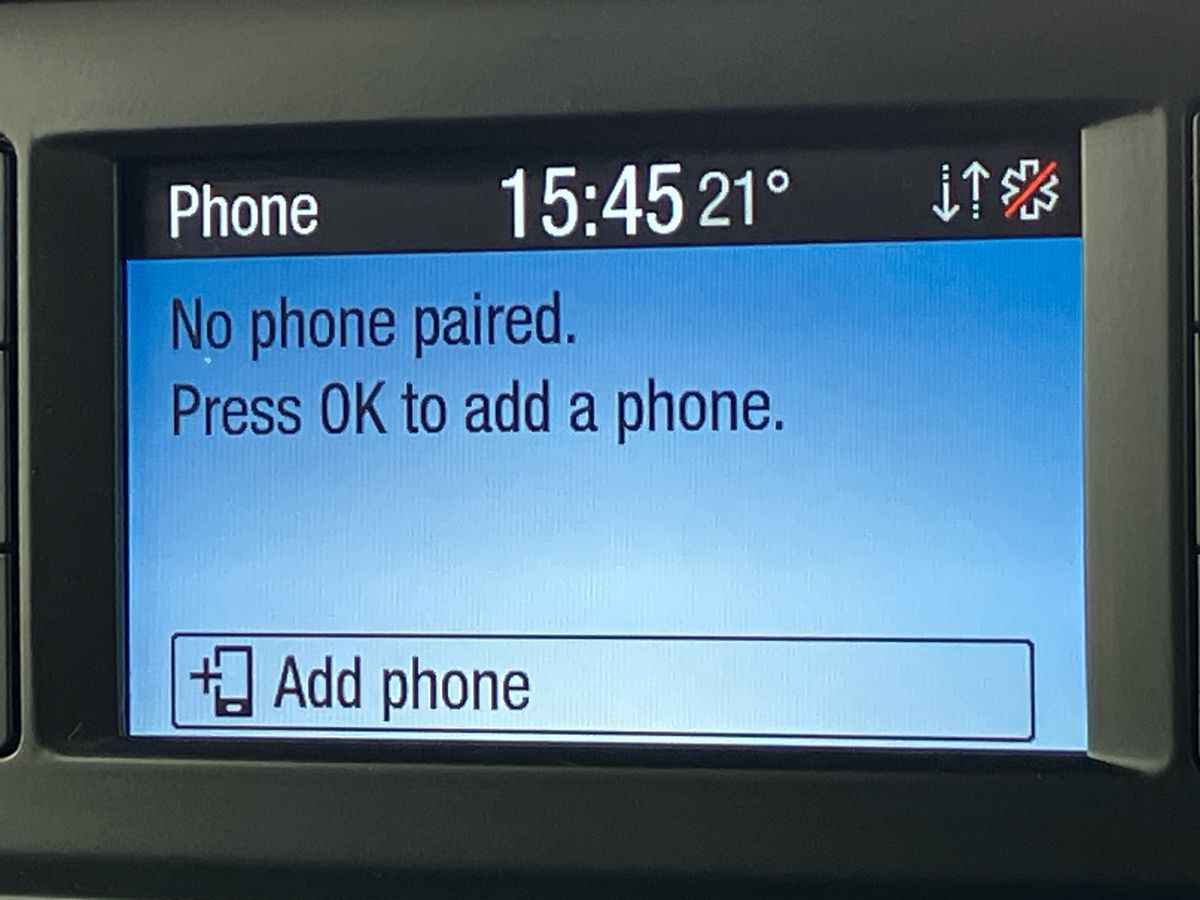 Phone 15:45 21°
No phone paired.
Press OK to add a phone.
Add phone